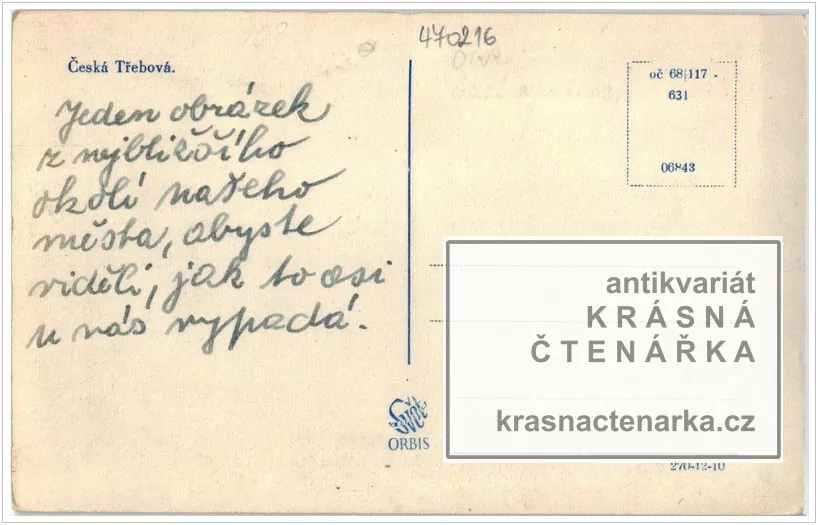 470216
Česká Třebová.
Jeden obrázek
z nejbližšího
okolí našeho
města, abyste
viděli, jak to asi
u nás vypadá.
oč 68 117 -
631
06843
antikvariát
KRÁSNÁ
ČTENÁŘKA
krasnactenarka.cz
ORBIS
270-12-10